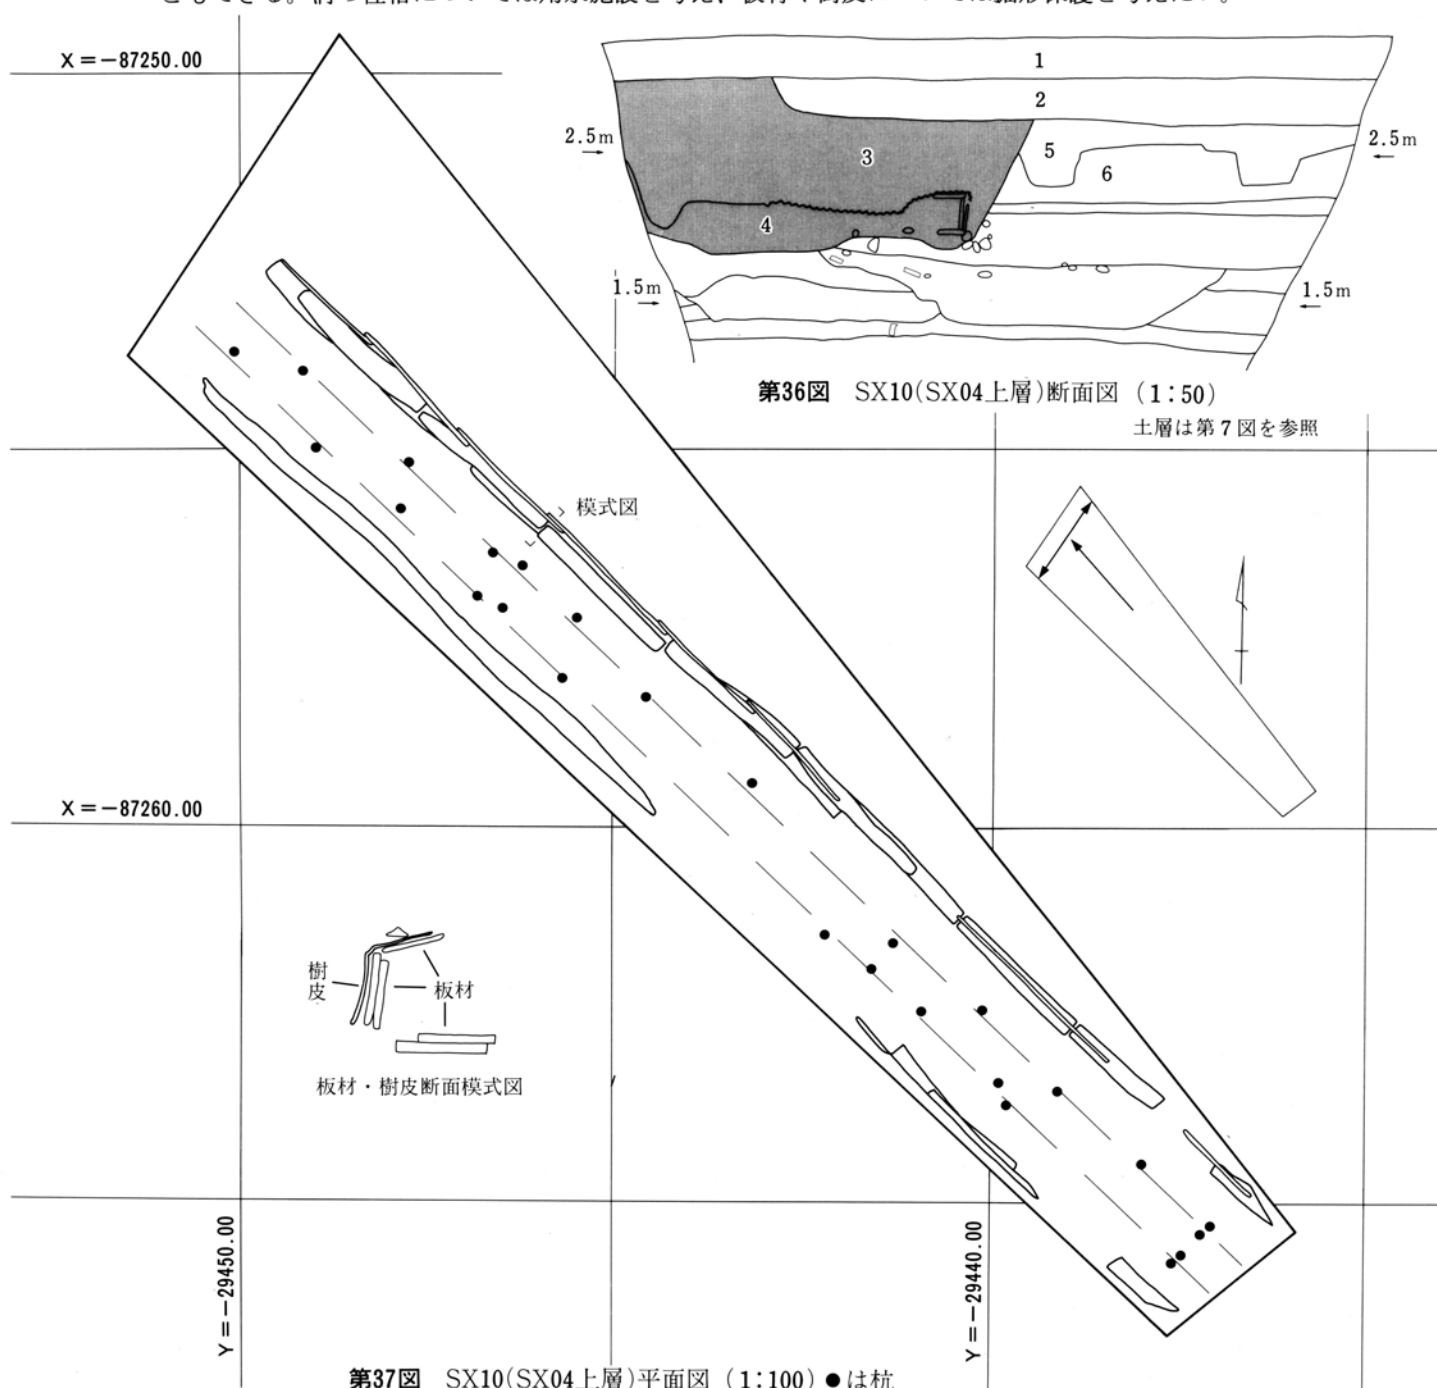 X＝−87250.00
1
2
2.5m
3
5
6
2.5m
4
1.5m
1.5m
第36図 SX10(SX04上層)断面図 (1:50)
土層は第7図を参照
模式図
X＝−87260.00
樹皮
板材
板材・樹皮断面模式図
Y＝−29450.00
Y＝−29440.00
第37図 SX10(SX04上層)平面図 (1:100) ●は杭